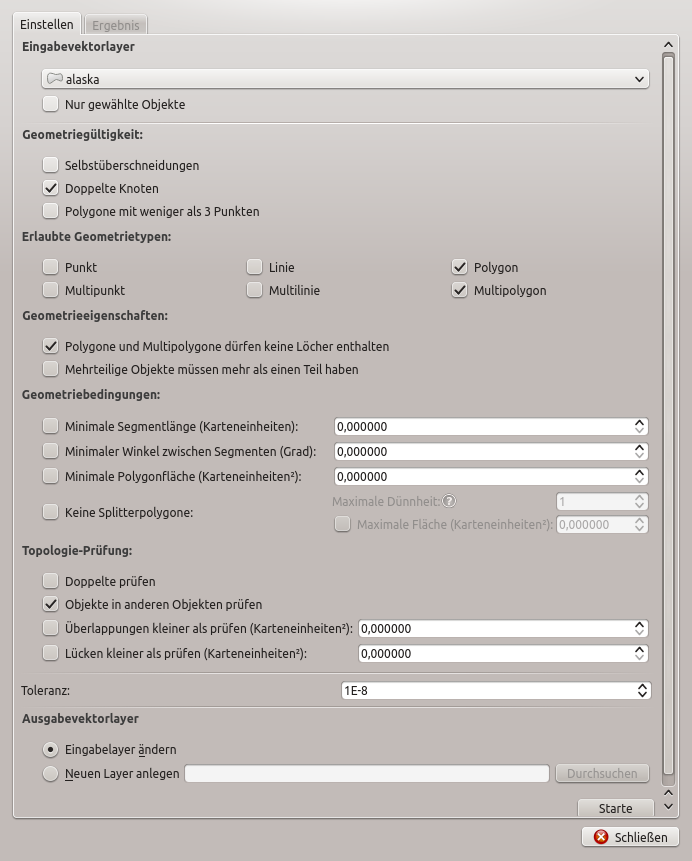 Einstellen Ergebnis
Eingabevektorlayer
alaska
Nur gewählte Objekte
Geometriegültigkeit:
Selbstüberschneidungen
Doppelte Knoten
Polygone mit weniger als 3 Punkten
Erlaubte Geometrietypen:
Punkt Linie Polygon
Multipunkt Multilinie Multipolygon
Geometrieeigenschaften:
Polygone und Multipolygone dürfen keine Löcher enthalten
Mehrteilige Objekte müssen mehr als einen Teil haben
Geometriebedingungen:
Minimale Segmentlänge (Karteneinheiten): 0,000000
Minimaler Winkel zwischen Segmenten (Grad): 0,000000
Minimale Polygonfläche (Karteneinheiten²): 0,000000
Maximale Dünnheit: ? 1
Keine Splitterpolygone:
Maximale Fläche (Karteneinheiten²): 0,000000
Topologie-Prüfung:
Doppelte prüfen
Objekte in anderen Objekten prüfen
Überlappungen kleiner als prüfen (Karteneinheiten²): 0,000000
Lücken kleiner als prüfen (Karteneinheiten²): 0,000000
Toleranz: 1E-8
Ausgabevektorlayer
Eingabelayer ändern
Neuen Layer anlegen Durchsuchen
Starte
Schließen